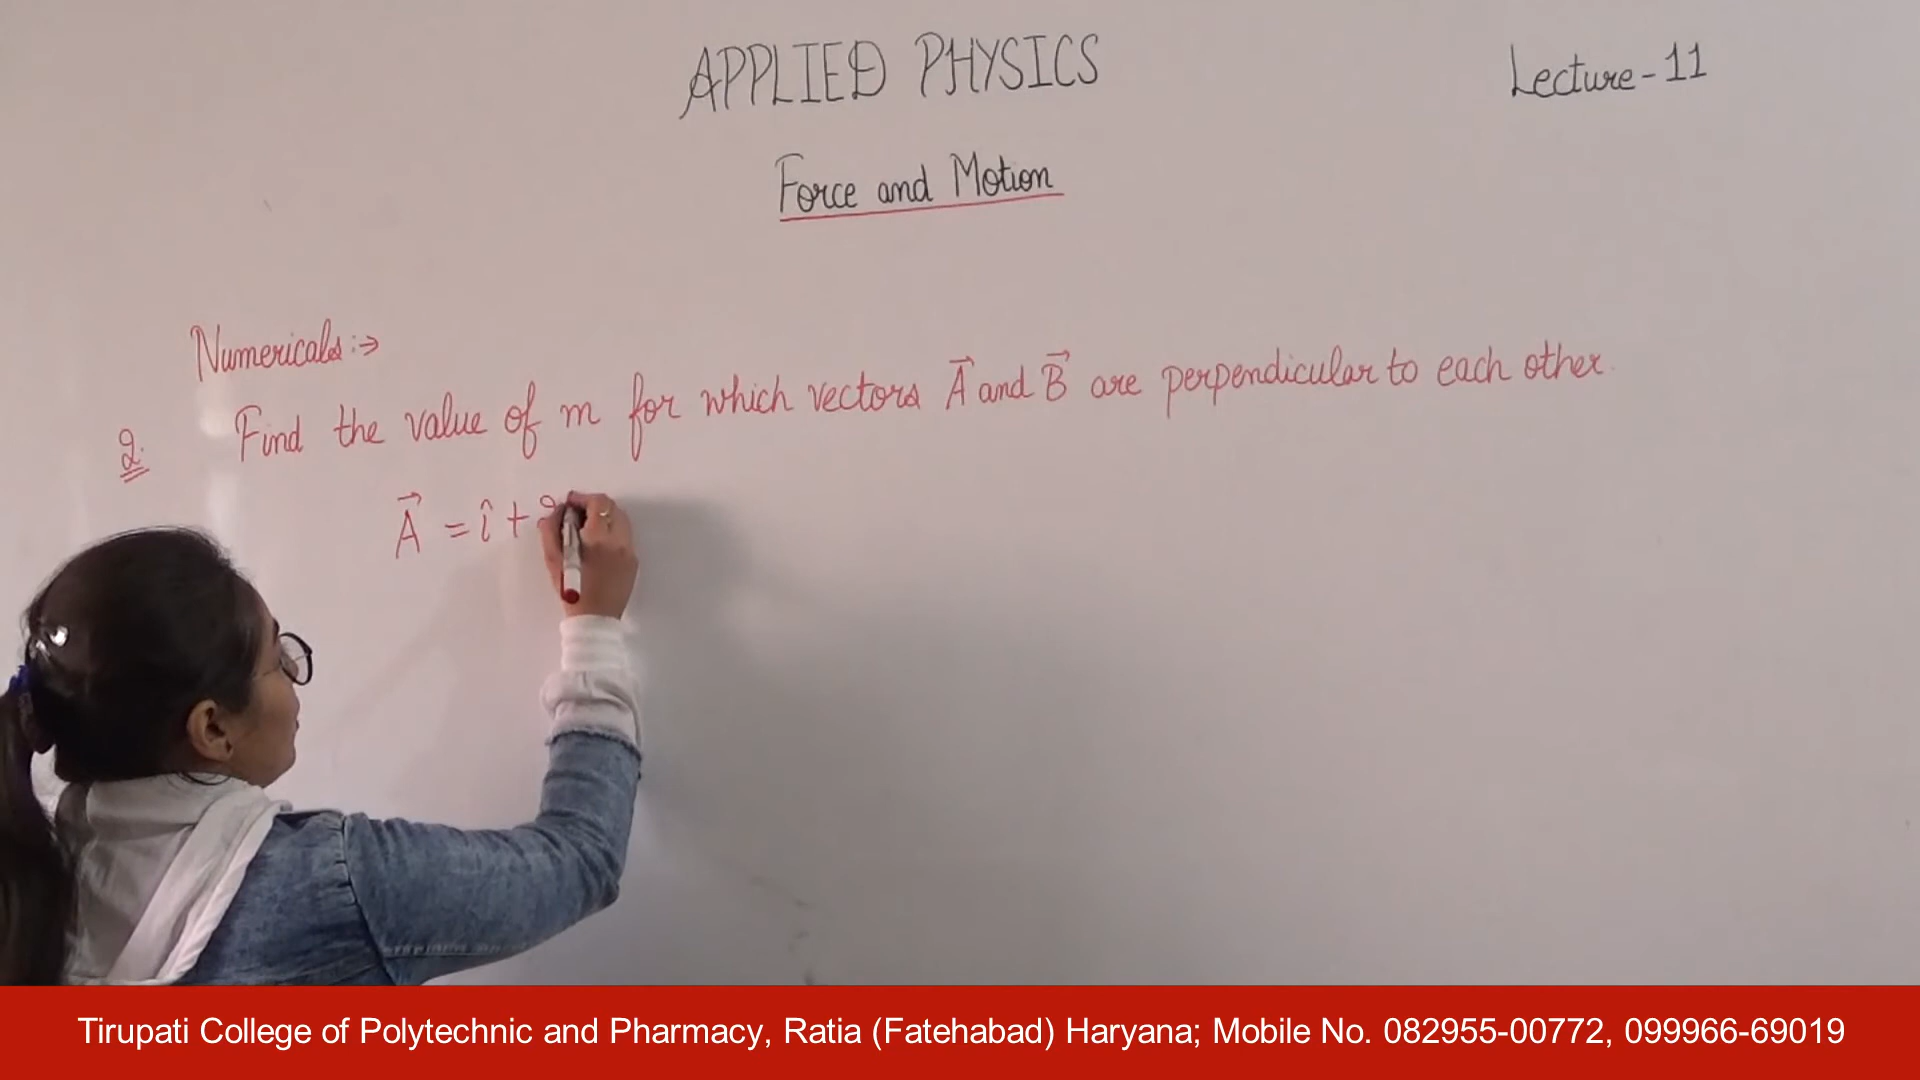 APPLIED PHYSICS
Lecture-11
Force and Motion
Numericals:→
Q. Find the value of m for which vectors A⃗ and B⃗ are perpendicular to each other.
A⃗ = î + 2
Tirupati College of Polytechnic and Pharmacy, Ratia (Fatehabad) Haryana; Mobile No. 082955-00772, 099966-69019